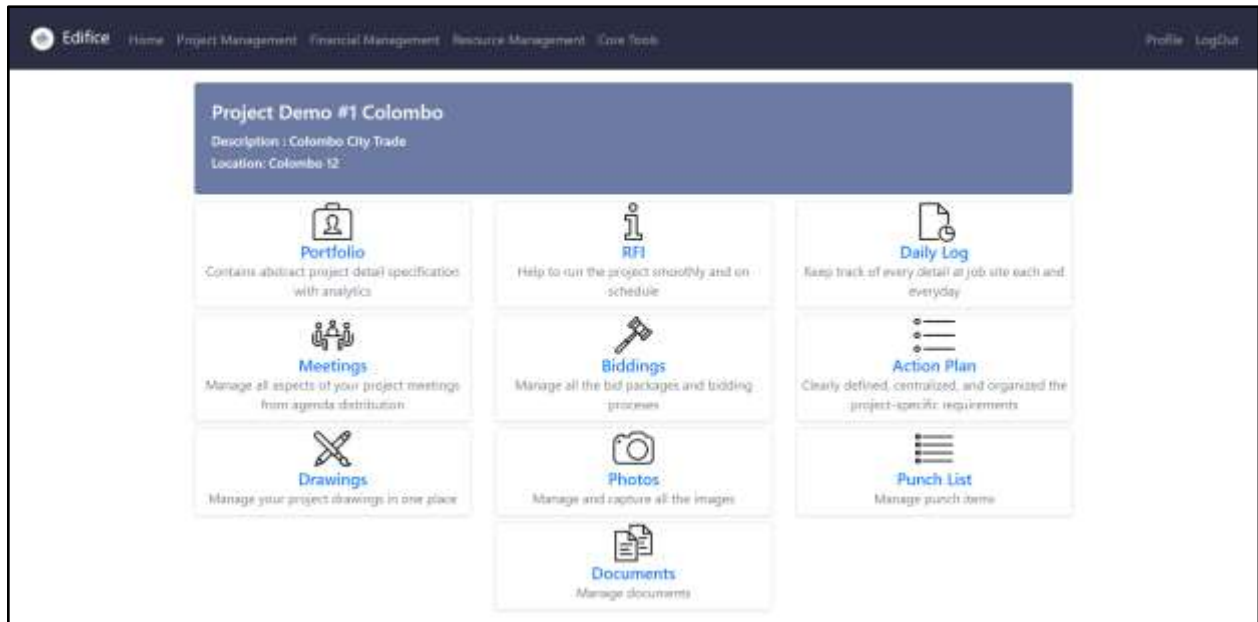 Edifice Home Project Management Financial Management Resource Management Core Tools Profile LogOut
Project Demo #1 Colombo
Description : Colombo City Trade
Location: Colombo 12
Portfolio
Contains abstract project detail specification
with analytics
RFI
Help to run the project smoothly and on
schedule
Daily Log
Keep track of every detail at job site each and
everyday
Meetings
Manage all aspects of your project meetings
from agenda distribution
Biddings
Manage all the bid packages and bidding
proceses
Action Plan
Clearly defined, centralized, and organized the
project-specific requirements
Drawings
Manage your project drawings in one place
Photos
Manage and capture all the images
Punch List
Manage punch items
Documents
Manage documents